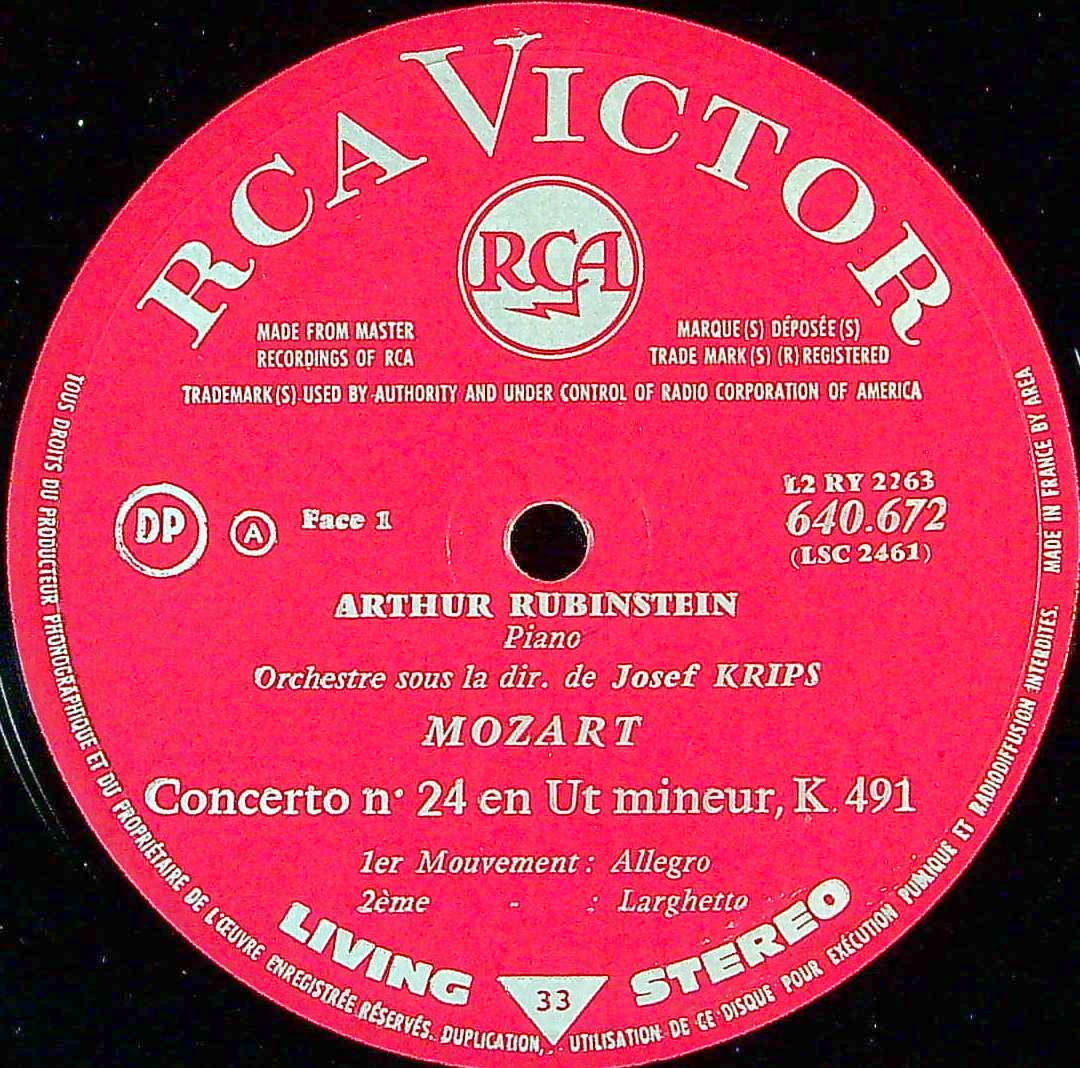 RCA VICTOR
RCA
MADE FROM MASTER
RECORDINGS OF RCA
MARQUE(S) DÉPOSÉE(S)
TRADE MARK(S) (R) REGISTERED
TRADEMARK(S) USED BY AUTHORITY AND UNDER CONTROL OF RADIO CORPORATION OF AMERICA
DP
A
Face 1
L2 RY 2263
640.672
(LSC 2461)
ARTHUR RUBINSTEIN
Piano
Orchestre sous la dir. de Josef KRIPS
MOZART
Concerto n° 24 en Ut mineur, K. 491
1er Mouvement : Allegro
2ème - : Larghetto
LIVING STEREO
33
TOUS DROITS DU PRODUCTEUR PHONOGRAPHIQUE ET DU PROPRIÉTAIRE DE L'ŒUVRE ENREGISTRÉE RÉSERVÉS. DUPLICATION, UTILISATION DE CE DISQUE POUR EXÉCUTION PUBLIQUE ET RADIODIFFUSION INTERDITES. MADE IN FRANCE BY AREA